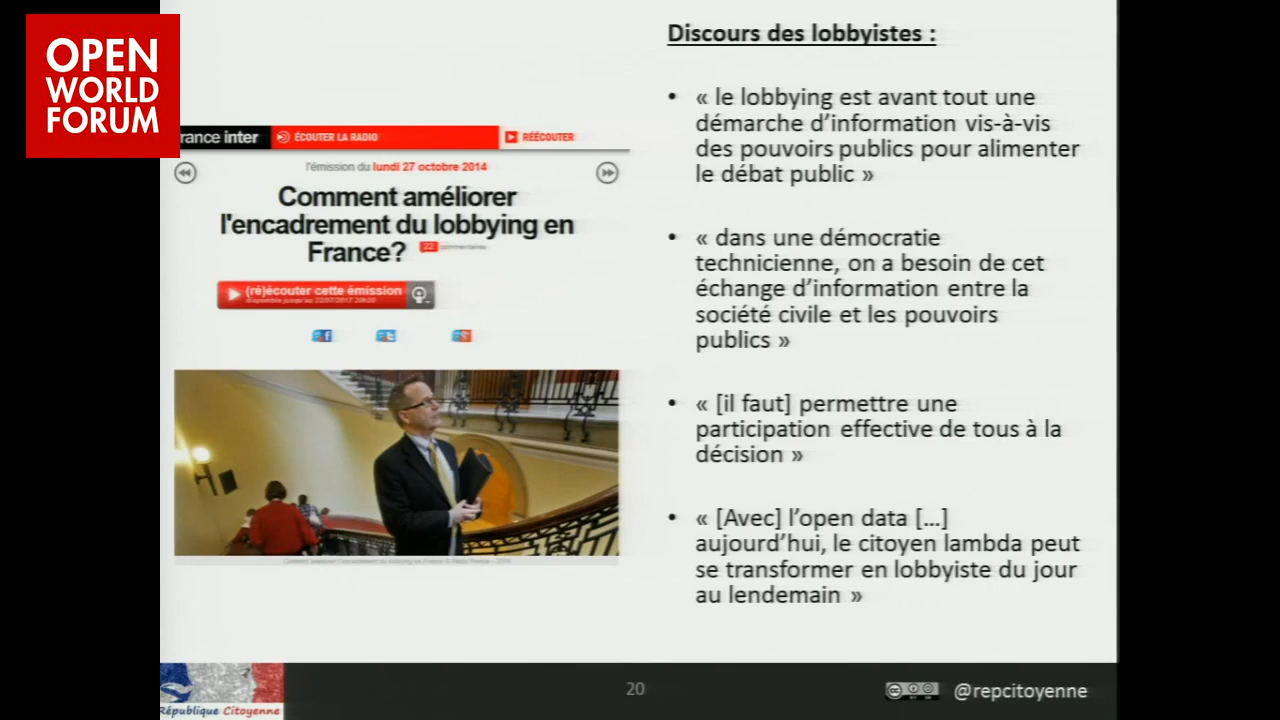 OPEN
WORLD
FORUM
rance inter
ÉCOUTER LA RADIO
RÉÉCOUTER
l'émission du lundi 27 octobre 2014
Comment améliorer
l'encadrement du lobbying en
France?
22 commentaires
(ré)écouter cette émission
Discours des lobbyistes :
• « le lobbying est avant tout une
démarche d’information vis-à-vis
des pouvoirs publics pour alimenter
le débat public »
• « dans une démocratie
technicienne, on a besoin de cet
échange d’information entre la
société civile et les pouvoirs
publics »
• « [il faut] permettre une
participation effective de tous à la
décision »
• « [Avec] l’open data [...]
aujourd’hui, le citoyen lambda peut
se transformer en lobbyiste du jour
au lendemain »
République Citoyenne
20
@repcitoyenne